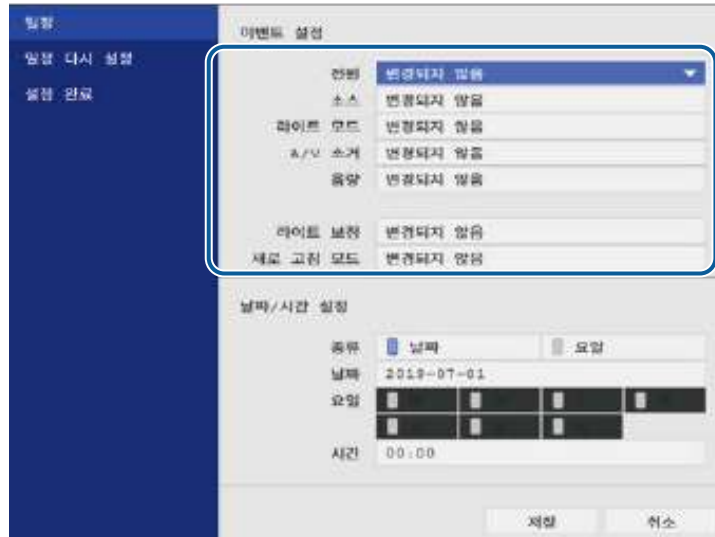 일정
일정 다시 설정
설정 완료
이벤트 설정
전원 변경되지 않음
소스 변경되지 않음
라이트 모드 변경되지 않음
A/V 소거 변경되지 않음
음량 변경되지 않음
라이트 보정 변경되지 않음
새로 고침 모드 변경되지 않음
날짜/시간 설정
종류 날짜 요일
날짜 2019-07-01
요일
시간 00:00
저장 취소